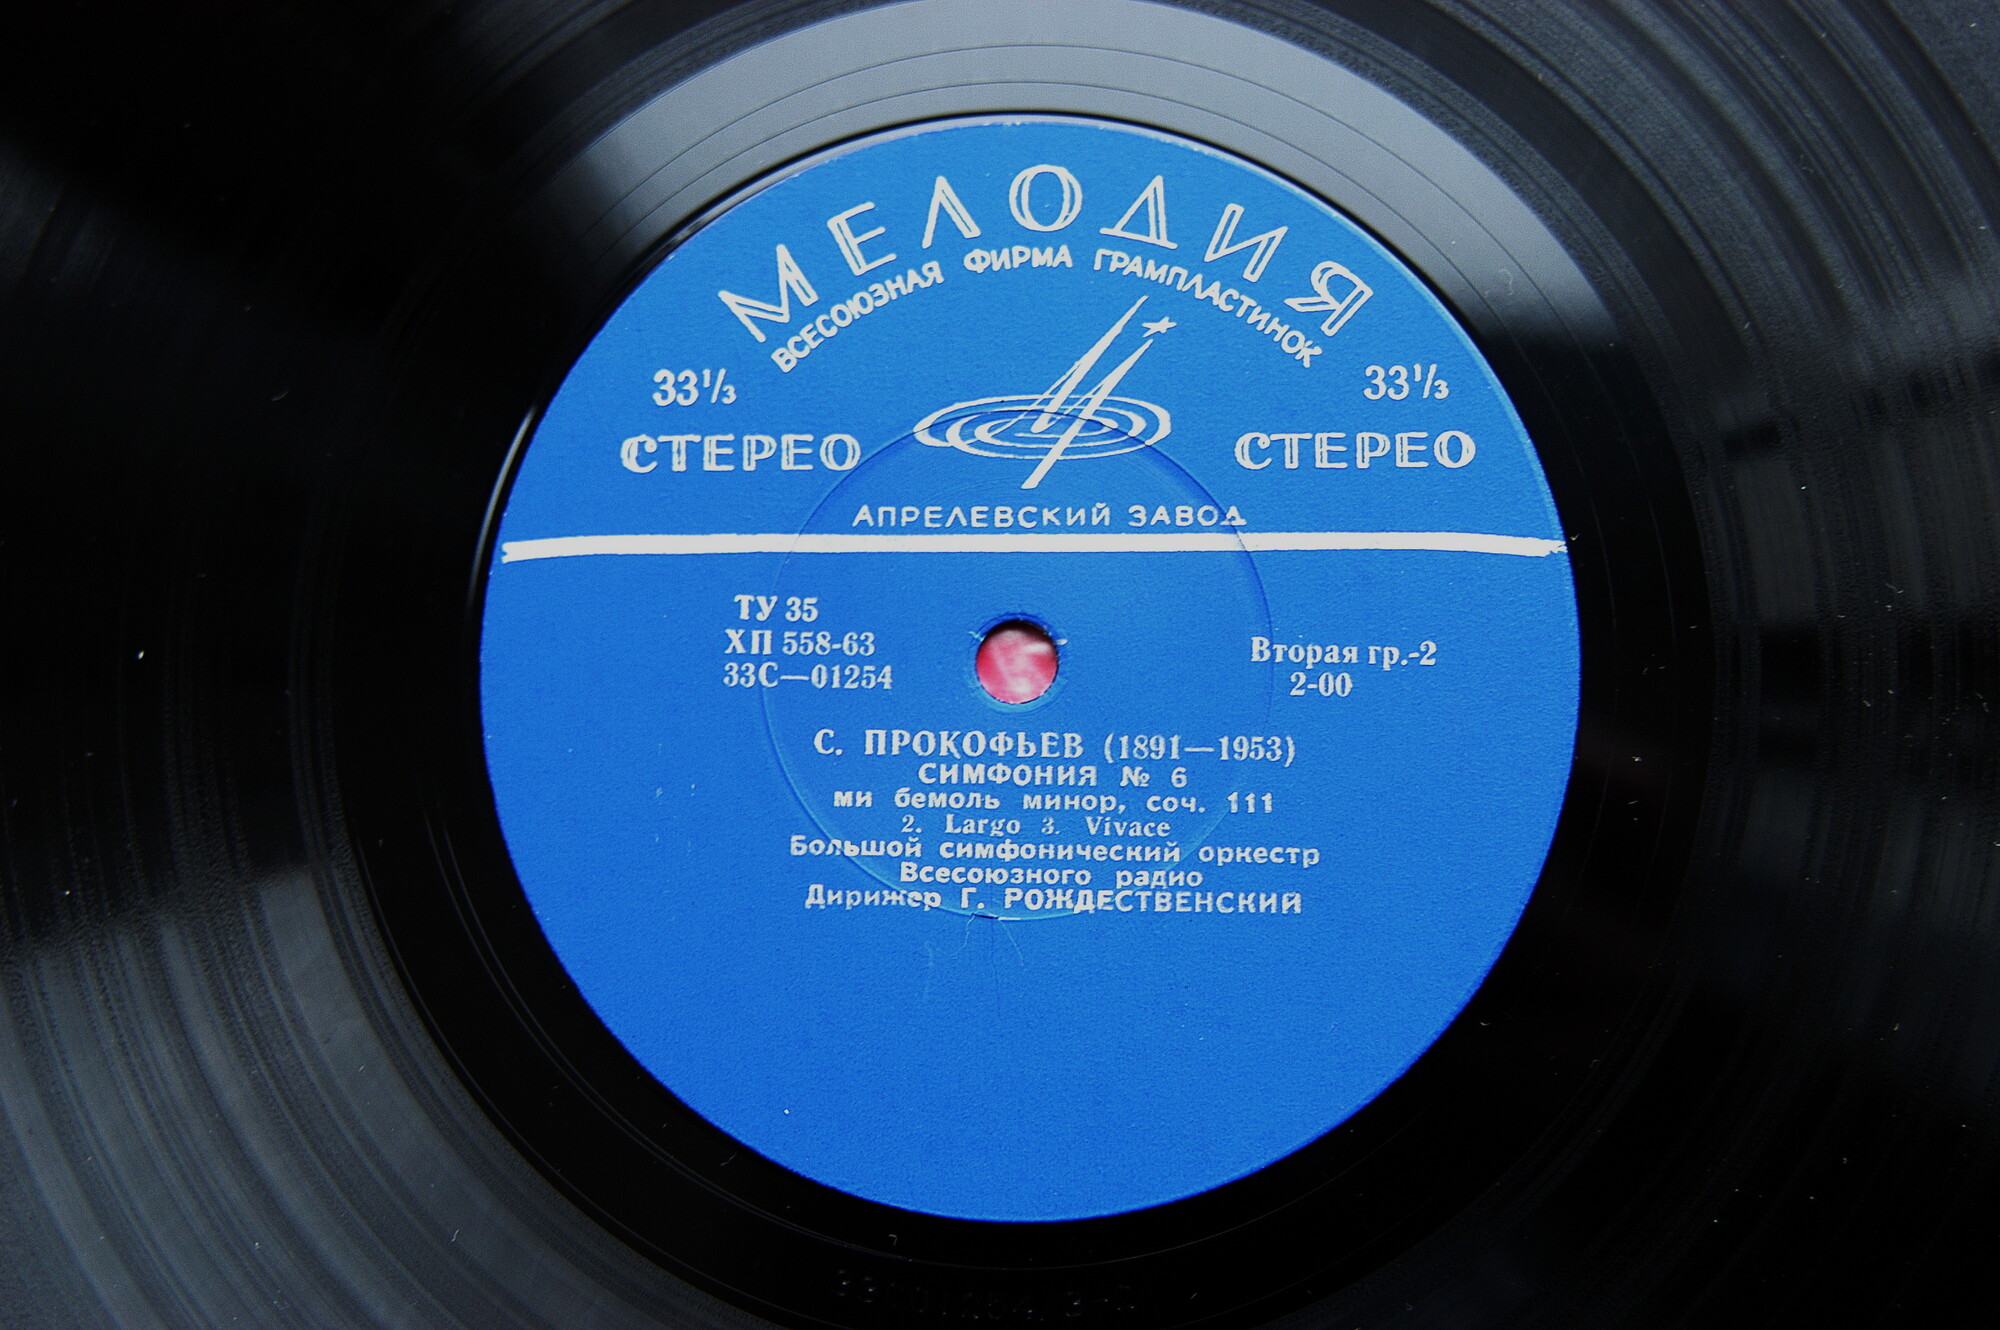 МЕЛОДИЯ
ВСЕСОЮЗНАЯ ФИРМА ГРАМПЛАСТИНОК
33⅓ 33⅓
СТЕРЕО СТЕРЕО
АПРЕЛЕВСКИЙ ЗАВОД
ТУ 35
ХП 558-63
33С—01254
Вторая гр.-2
2-00
С. ПРОКОФЬЕВ (1891—1953)
СИМФОНИЯ № 6
ми бемоль минор, соч. 111
2. Largo 3. Vivace
Большой симфонический оркестр
Всесоюзного радио
Дирижер Г. РОЖДЕСТВЕНСКИЙ